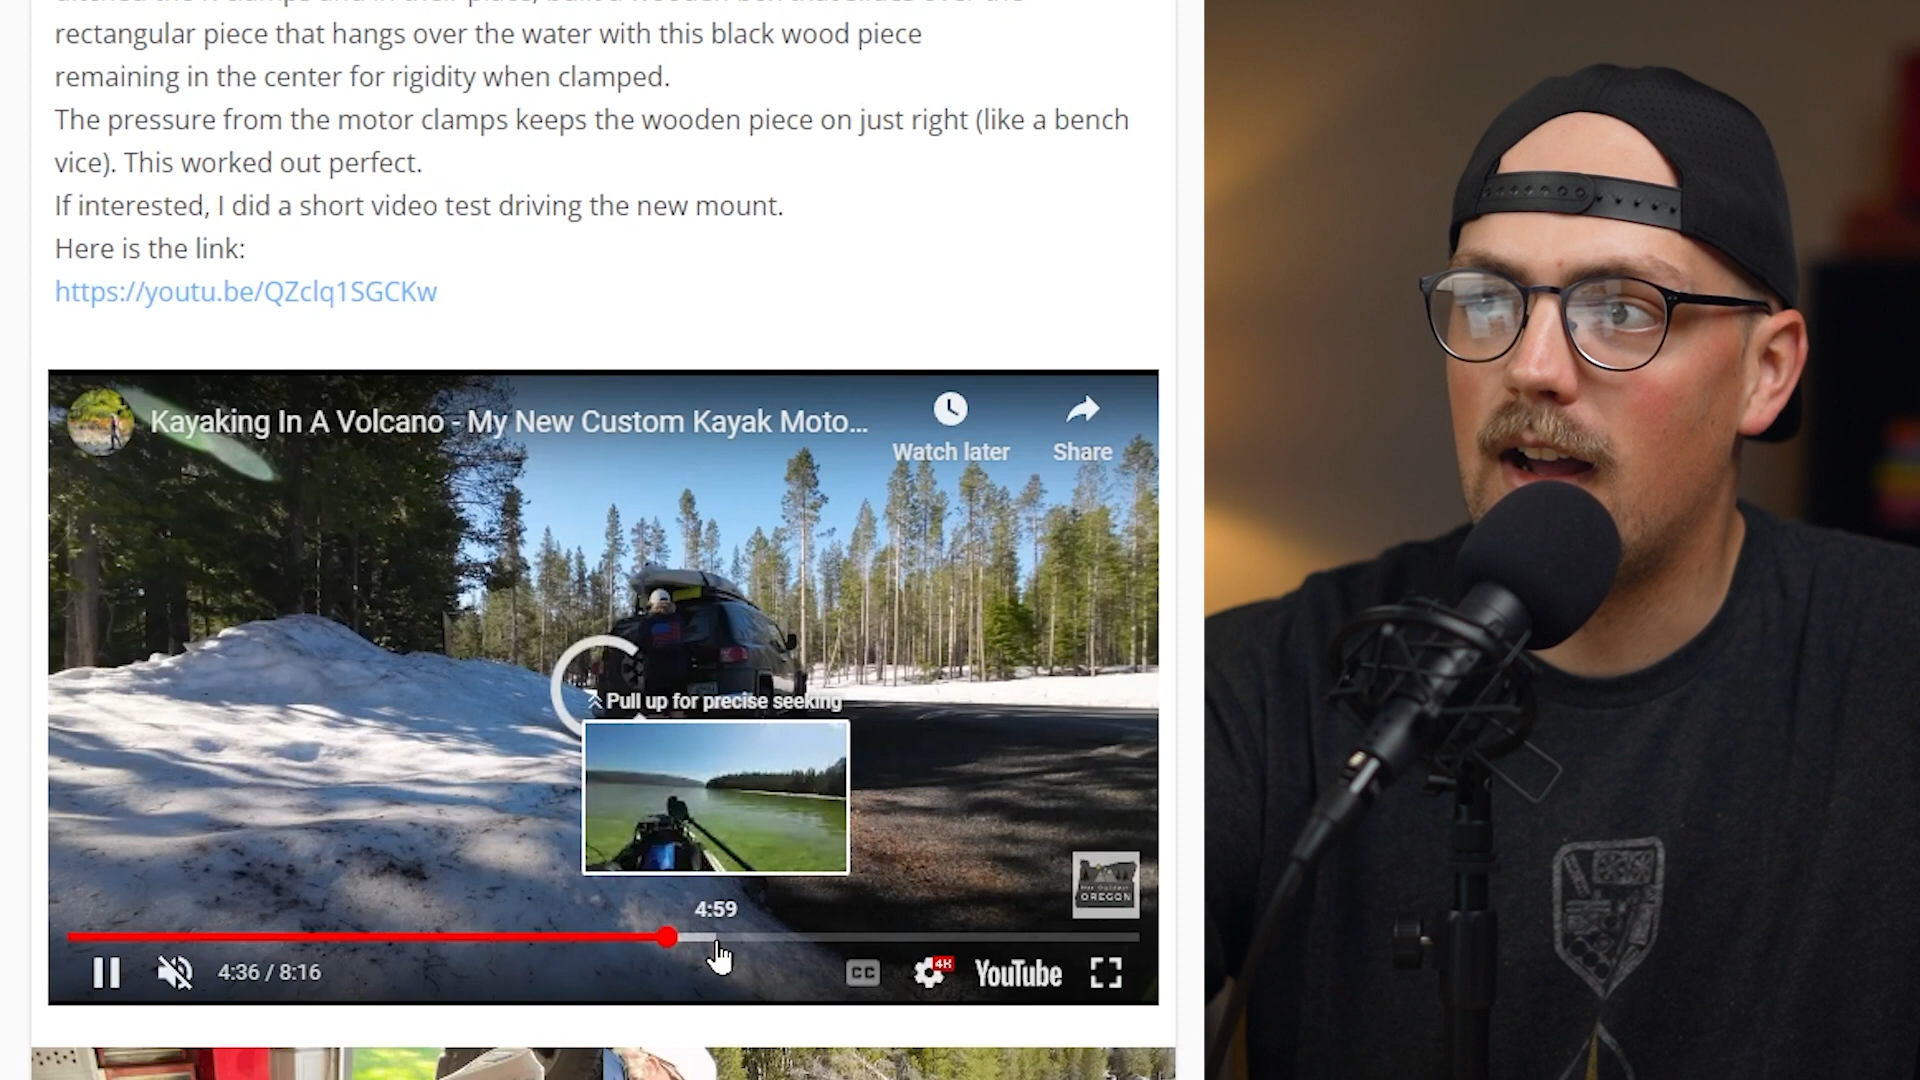 rectangular piece that hangs over the water with this black wood piece
remaining in the center for rigidity when clamped.
The pressure from the motor clamps keeps the wooden piece on just right (like a bench
vice). This worked out perfect.
If interested, I did a short video test driving the new mount.
Here is the link:
https://youtu.be/QZclq1SGCKw
Kayaking In A Volcano - My New Custom Kayak Moto...
Watch later
Share
Pull up for precise seeking
OREGON
4:59
4:36 / 8:16
CC
4K
YouTube